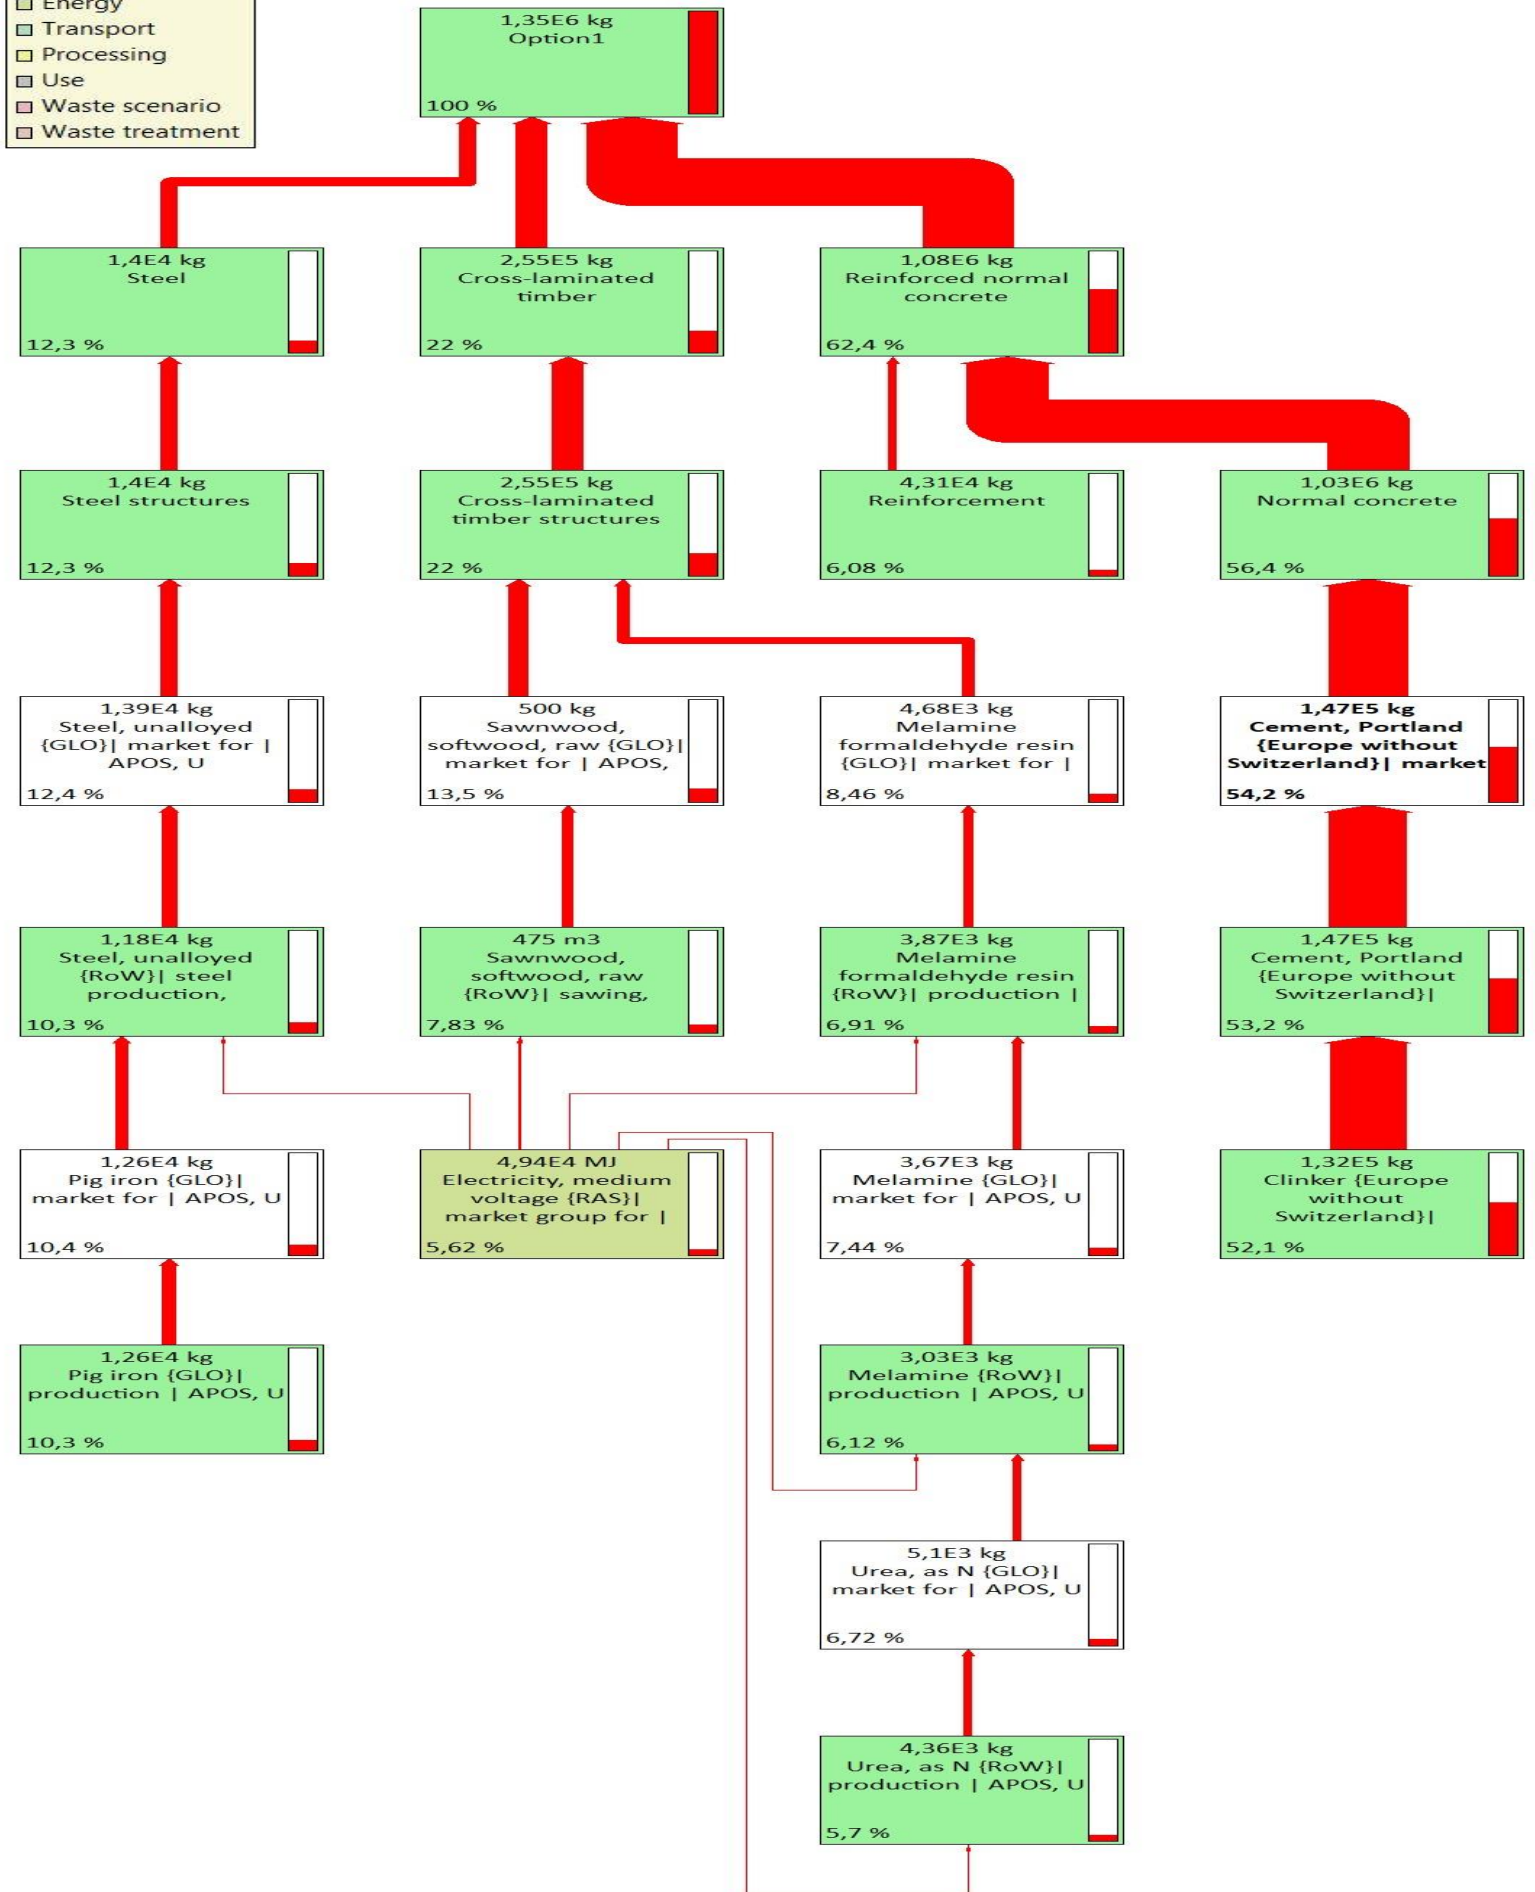 Energy
Transport
Processing
Use
Waste scenario
Waste treatment
1,35E6 kg
Option1
100 %
1,4E4 kg
Steel
12,3 %
2,55E5 kg
Cross-laminated
timber
22 %
1,08E6 kg
Reinforced normal
concrete
62,4 %
1,4E4 kg
Steel structures
12,3 %
2,55E5 kg
Cross-laminated
timber structures
22 %
4,31E4 kg
Reinforcement
6,08 %
1,03E6 kg
Normal concrete
56,4 %
1,39E4 kg
Steel, unalloyed
{GLO}| market for |
APOS, U
12,4 %
500 kg
Sawnwood,
softwood, raw {GLO}|
market for | APOS,
13,5 %
4,68E3 kg
Melamine
formaldehyde resin
{GLO}| market for |
8,46 %
1,47E5 kg
Cement, Portland
{Europe without
Switzerland}| market
54,2 %
1,18E4 kg
Steel, unalloyed
{RoW}| steel
production,
10,3 %
475 m3
Sawnwood,
softwood, raw
{RoW}| sawing,
7,83 %
3,87E3 kg
Melamine
formaldehyde resin
{RoW}| production |
6,91 %
1,47E5 kg
Cement, Portland
{Europe without
Switzerland}|
53,2 %
1,26E4 kg
Pig iron {GLO}|
market for | APOS, U
10,4 %
4,94E4 MJ
Electricity, medium
voltage {RAS}|
market group for |
5,62 %
3,67E3 kg
Melamine {GLO}|
market for | APOS, U
7,44 %
1,32E5 kg
Clinker {Europe
without
Switzerland}|
52,1 %
1,26E4 kg
Pig iron {GLO}|
production | APOS, U
10,3 %
3,03E3 kg
Melamine {RoW}|
production | APOS, U
6,12 %
5,1E3 kg
Urea, as N {GLO}|
market for | APOS, U
6,72 %
4,36E3 kg
Urea, as N {RoW}|
production | APOS, U
5,7 %